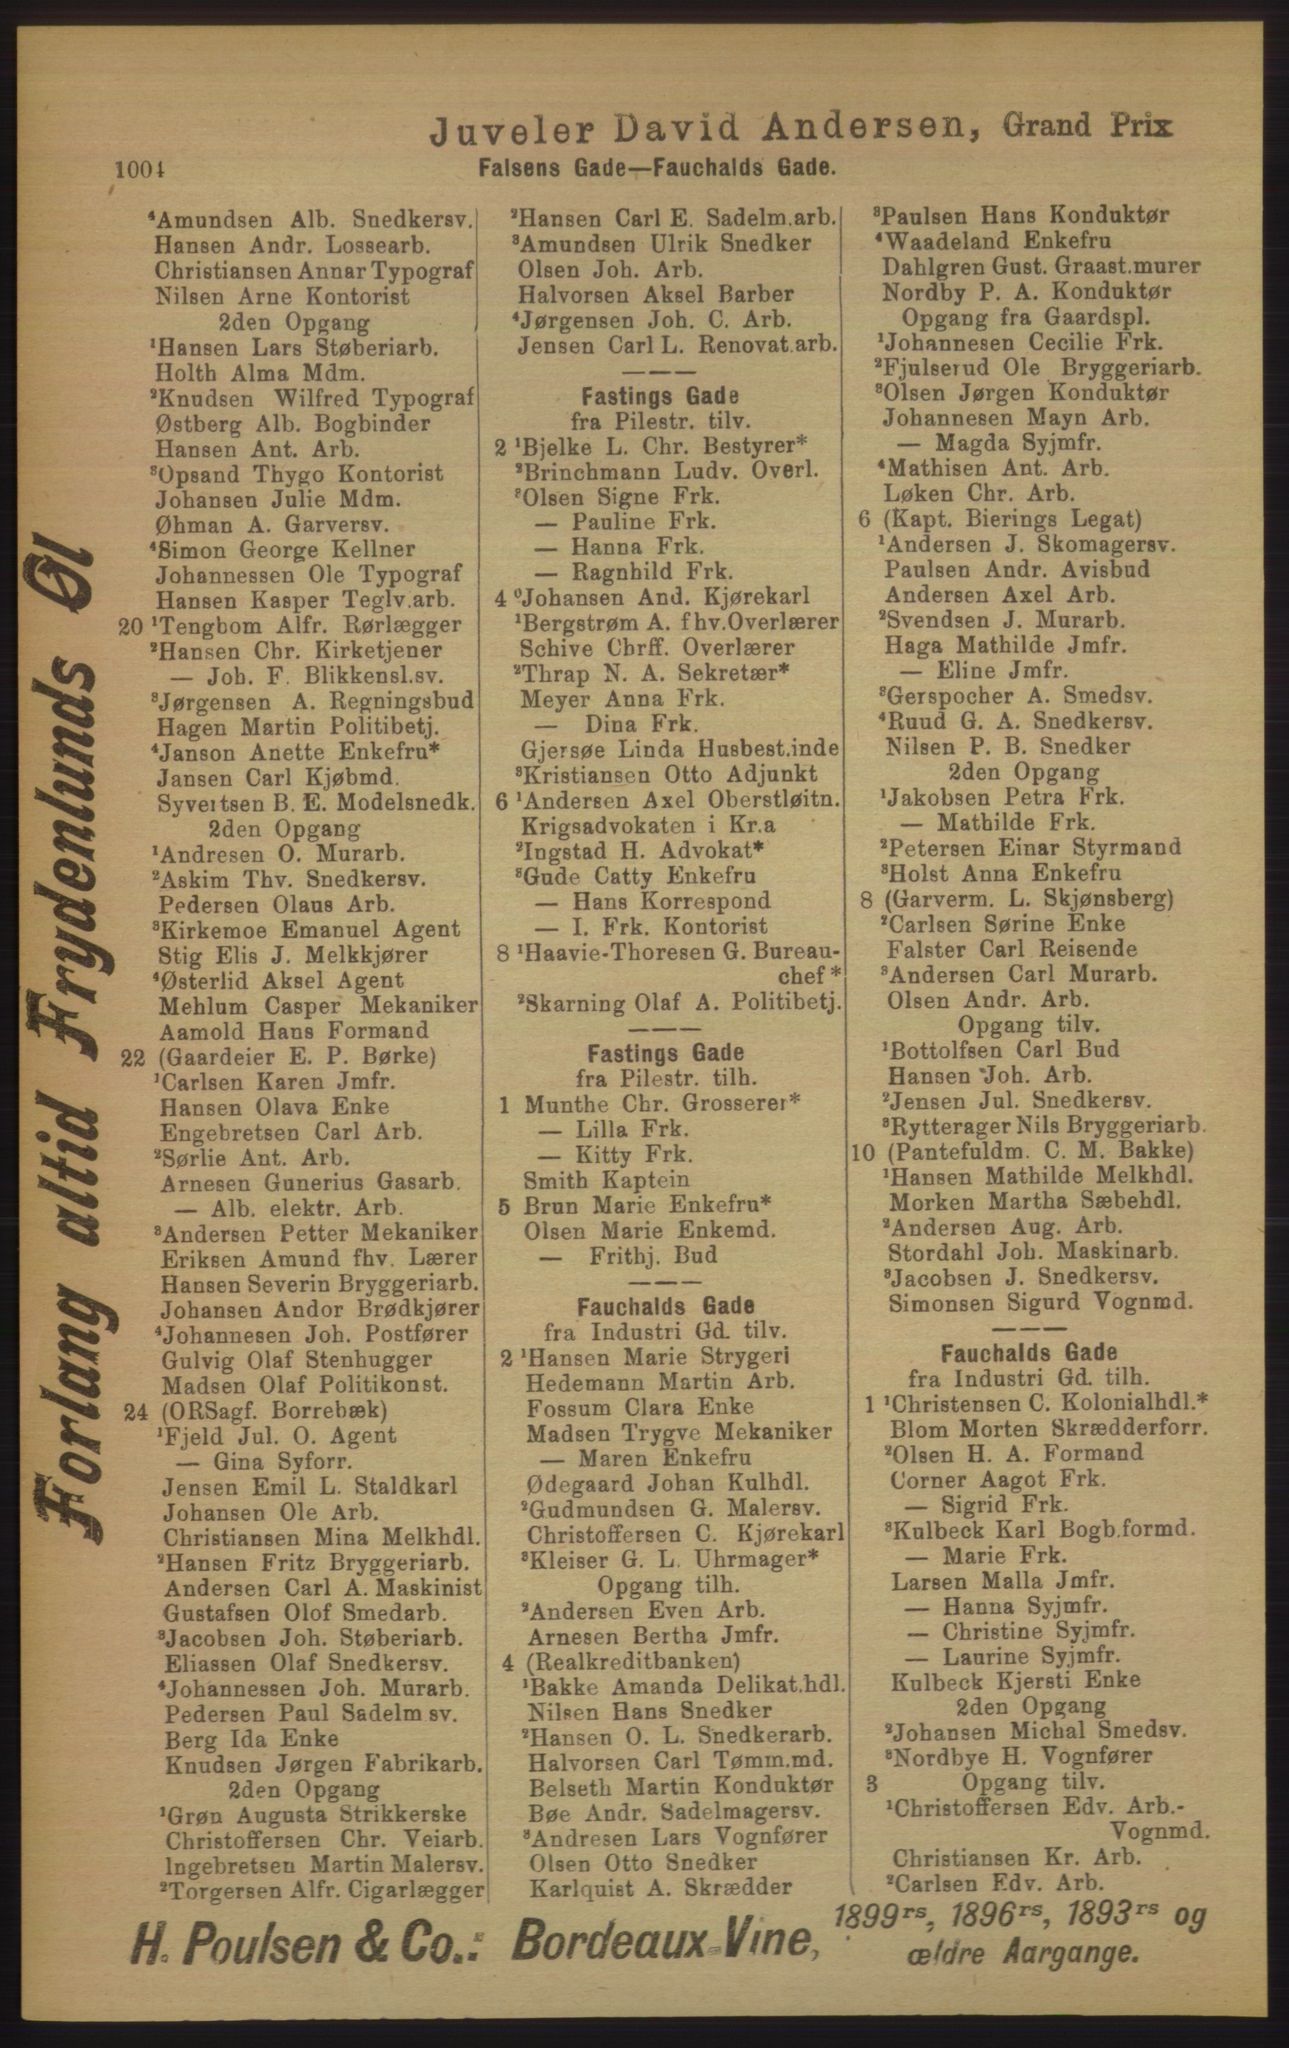 Juveler David Andersen, Grand Prix
1004
Falsens Gade—Fauchalds Gade.
⁴Amundsen Alb. Snedkersv.
Hansen Andr. Lossearb.
Christiansen Annar Typograf
Nilsen Arne Kontorist
2den Opgang
¹Hansen Lars Støberiarb.
Holth Alma Mdm.
²Knudsen Wilfred Typograf
Østberg Alb. Bogbinder
Hansen Ant. Arb.
³Opsand Thygo Kontorist
Johansen Julie Mdm.
Øhman A. Garversv.
⁴Simon George Kellner
Johannessen Ole Typograf
Hansen Kasper Teglv.arb.
20 ¹Tengbom Alfr. Rørlægger
²Hansen Chr. Kirketjener
— Joh. F. Blikkensl.sv.
³Jørgensen A. Regningsbud
Hagen Martin Politibetj.
⁴Janson Anette Enkefru*
Jansen Carl Kjøbmd.
Syvertsen B. E. Modelsnedk.
2den Opgang
¹Andresen O. Murarb.
²Askim Thv. Snedkersv.
Pedersen Olaus Arb.
³Kirkemoe Emanuel Agent
Stig Elis J. Melkkjører
⁴Østerlid Aksel Agent
Mehlum Casper Mekaniker
Aamold Hans Formand
22 (Gaardeier E. P. Børke)
¹Carlsen Karen Jmfr.
Hansen Olava Enke
Engebretsen Carl Arb.
²Sørlie Ant. Arb.
Arnesen Gunerius Gasarb.
— Alb. elektr. Arb.
³Andersen Petter Mekaniker
Eriksen Amund fhv. Lærer
Hansen Severin Bryggeriarb.
Johansen Andor Brødkjører
⁴Johannesen Joh. Postfører
Gulvig Olaf Stenhugger
Madsen Olaf Politikonst.
24 (ORSagf. Borrebæk)
¹Fjeld Jul. O. Agent
— Gina Syforr.
Jensen Emil L. Staldkarl
Johansen Ole Arb.
Christiansen Mina Melkhdl.
²Hansen Fritz Bryggeriarb.
Andersen Carl A. Maskinist
Gustafsen Olof Smedarb.
³Jacobsen Joh. Støberiarb.
Eliassen Olaf Snedkersv.
⁴Johannessen Joh. Murarb.
Pedersen Paul Sadelm sv.
Berg Ida Enke
Knudsen Jørgen Fabrikarb.
2den Opgang
¹Grøn Augusta Strikkerske
Christoffersen Chr. Veiarb.
Ingebretsen Martin Malersv.
²Torgersen Alfr. Cigarlægger
²Hansen Carl E. Sadelm.arb.
³Amundsen Ulrik Snedker
Olsen Joh. Arb.
Halvorsen Aksel Barber
⁴Jørgensen Joh. C. Arb.
Jensen Carl L. Renovat.arb.
Fastings Gade
fra Pilestr. tilv.
2 ¹Bjelke L. Chr. Bestyrer*
²Brinchmann Ludv. Overl.
³Olsen Signe Frk.
— Pauline Frk.
— Hanna Frk.
— Ragnhild Frk.
4 ⁰Johansen And. Kjørekarl
¹Bergstrøm A. fhv.Overlærer
Schive Chrff. Overlærer
²Thrap N. A. Sekretær*
Meyer Anna Frk.
— Dina Frk.
Gjersøe Linda Husbest.inde
³Kristiansen Otto Adjunkt
6 ¹Andersen Axel Oberstløitn.
Krigsadvokaten i Kr.a
²Ingstad H. Advokat*
³Gude Catty Enkefru
— Hans Korrespond
— I. Frk. Kontorist
8 ¹Haavie-Thoresen G. Bureau-
chef*
²Skarning Olaf A. Politibetj.
Fastings Gade
fra Pilestr. tilh.
1 Munthe Chr. Grosserer*
— Lilla Frk.
— Kitty Frk.
Smith Kaptein
5 Brun Marie Enkefru*
Olsen Marie Enkemd.
— Frithj. Bud
Fauchalds Gade
fra Industri Gd. tilv.
2 ¹Hansen Marie Strygeri
Hedemann Martin Arb.
Fossum Clara Enke
Madsen Trygve Mekaniker
— Maren Enkefru
Ødegaard Johan Kulhdl.
²Gudmundsen G. Malersv.
Christoffersen C. Kjørekarl
³Kleiser G. L. Uhrmager*
Opgang tilh.
²Andersen Even Arb.
Arnesen Bertha Jmfr.
4 (Realkreditbanken)
¹Bakke Amanda Delikat.hdl.
Nilsen Hans Snedker
²Hansen O. L. Snedkerarb.
Halvorsen Carl Tømm.md.
Belseth Martin Konduktør
Bøe Andr. Sadelmagersv.
³Andresen Lars Vognfører
Olsen Otto Snedker
Karlquist A. Skrædder
³Paulsen Hans Konduktør
⁴Waadeland Enkefru
Dahlgren Gust. Graast.murer
Nordby P. A. Konduktør
Opgang fra Gaardspl.
¹Johannesen Cecilie Frk.
²Fjulserud Ole Bryggeriarb.
³Olsen Jørgen Konduktør
Johannesen Mayn Arb.
— Magda Syjmfr.
⁴Mathisen Ant. Arb.
Løken Chr. Arb.
6 (Kapt. Bierings Legat)
¹Andersen J. Skomagersv.
Paulsen Andr. Avisbud
Andersen Axel Arb.
²Svendsen J. Murarb.
Haga Mathilde Jmfr.
— Eline Jmfr.
³Gerspocher A. Smedsv.
⁴Ruud G. A. Snedkersv.
Nilsen P. B. Snedker
2den Opgang
¹Jakobsen Petra Frk.
— Mathilde Frk.
²Petersen Einar Styrmand
³Holst Anna Enkefru
8 (Garverm. L. Skjønsberg)
²Carlsen Sørine Enke
Falster Carl Reisende
³Andersen Carl Murarb.
Olsen Andr. Arb.
Opgang tilv.
¹Bottolfsen Carl Bud
Hansen Joh. Arb.
²Jensen Jul. Snedkersv.
³Rytterager Nils Bryggeriarb.
10 (Pantefuldm. C. M. Bakke)
¹Hansen Mathilde Melkhdl.
Morken Martha Sæbehdl.
²Andersen Aug. Arb.
Stordahl Joh. Maskinarb.
³Jacobsen J. Snedkersv.
Simonsen Sigurd Vognmd.
Fauchalds Gade
fra Industri Gd. tilh.
1 ¹Christensen C. Kolonialhdl.*
Blom Morten Skrædderforr.
²Olsen H. A. Formand
Corner Aagot Frk.
— Sigrid Frk.
³Kulbeck Karl Bogb.formd.
— Marie Frk.
Larsen Malla Jmfr.
— Hanna Syjmfr.
— Christine Syjmfr.
— Laurine Syjmfr.
Kulbeck Kjersti Enke
2den Opgang
²Johansen Michal Smedsv.
³Nordbye H. Vognfører
3 Opgang tilv.
¹Christoffersen Edv. Arb.-
Vognmd.
Christiansen Kr. Arb.
²Carlsen Edv. Arb.
Forlang altid Frydenlunds Øl
H. Poulsen & Co.: Bordeaux-Vine, 1899rs, 1896rs, 1893rs og
ældre Aargange.